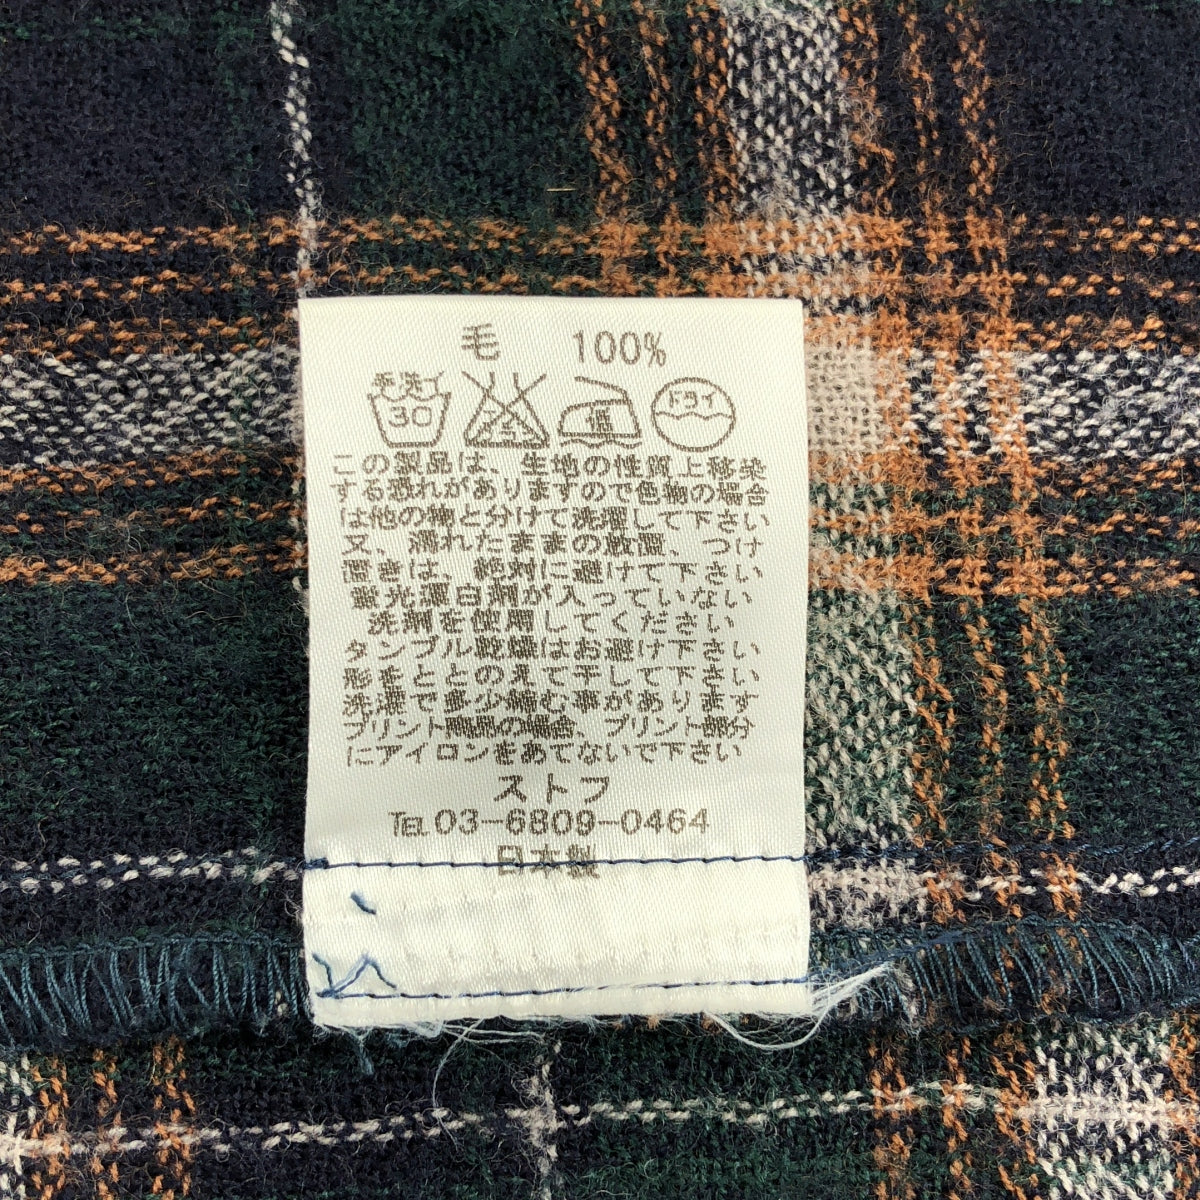 毛 100%
手洗イ 30 エンソサラシ 低 ドライ
この製品は、生地の性質上移染
する恐れがありますので色物の場合
は他の物と分けて洗濯して下さい
又、濡れたままの放置、つけ
置きは、絶対に避けて下さい
蛍光漂白剤が入っていない
洗剤を使用してください
タンブル乾燥はお避け下さい
形をととのえて干して下さい
洗濯で多少縮む事があります
プリント商品の場合、プリント部分
にアイロンをあてないで下さい
ストフ
TEL 03-6809-0464
日本製